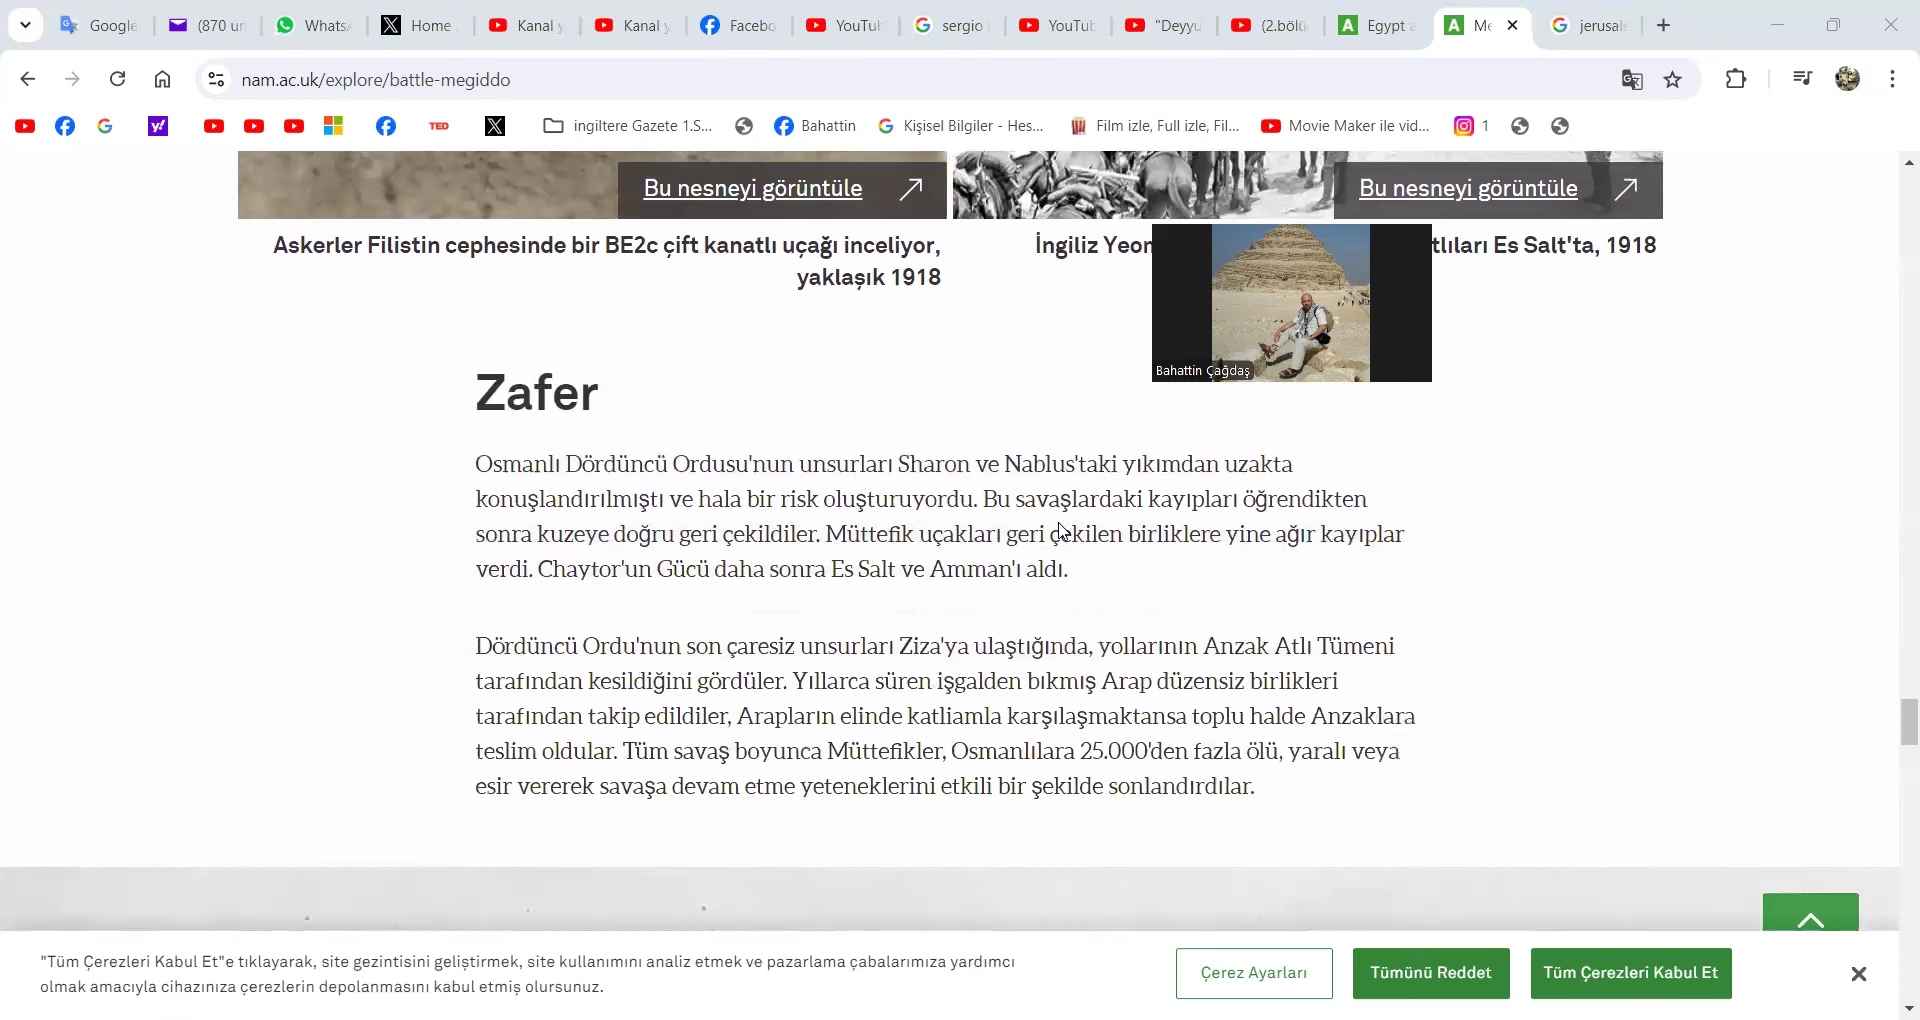 Google
(870 un
Whats
Home
Kanal y
Kanal y
Facebo
YouTub
sergio
YouTub
"Deyyu
(2.bölü
Egypt a
Me
jerusale
nam.ac.uk/explore/battle-megiddo
TED
ingiltere Gazete 1.S...
Bahattin
Kişisel Bilgiler - Hes...
Film izle, Full izle, Fil...
Movie Maker ile vid...
1
Bu nesneyi görüntüle
Bu nesneyi görüntüle
Askerler Filistin cephesinde bir BE2c çift kanatlı uçağı inceliyor,
yaklaşık 1918
İngiliz Yeon
tlıları Es Salt'ta, 1918
Bahattin Çağdaş
Zafer
Osmanlı Dördüncü Ordusu'nun unsurları Sharon ve Nablus'taki yıkımdan uzakta
konuşlandırılmıştı ve hala bir risk oluşturuyordu. Bu savaşlardaki kayıpları öğrendikten
sonra kuzeye doğru geri çekildiler. Müttefik uçakları geri çekilen birliklere yine ağır kayıplar
verdi. Chaytor'un Gücü daha sonra Es Salt ve Amman'ı aldı.
Dördüncü Ordu'nun son çaresiz unsurları Ziza'ya ulaştığında, yollarının Anzak Atlı Tümeni
tarafından kesildiğini gördüler. Yıllarca süren işgalden bıkmış Arap düzensiz birlikleri
tarafından takip edildiler, Arapların elinde katliamla karşılaşmaktansa toplu halde Anzaklara
teslim oldular. Tüm savaş boyunca Müttefikler, Osmanlılara 25.000'den fazla ölü, yaralı veya
esir vererek savaşa devam etme yeteneklerini etkili bir şekilde sonlandırdılar.
"Tüm Çerezleri Kabul Et"e tıklayarak, site gezintisini geliştirmek, site kullanımını analiz etmek ve pazarlama çabalarımıza yardımcı
olmak amacıyla cihazınıza çerezlerin depolanmasını kabul etmiş olursunuz.
Çerez Ayarları
Tümünü Reddet
Tüm Çerezleri Kabul Et